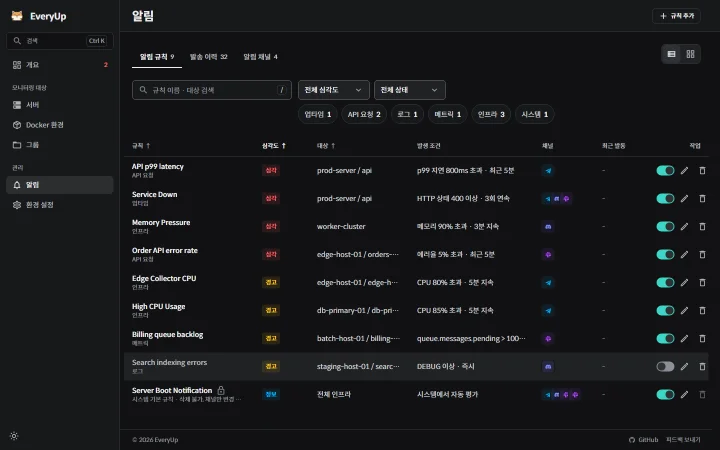 EveryUp
검색 Ctrl K
개요 2
모니터링 대상
서버
Docker 환경
그룹
관리
알림
환경 설정
알림
규칙 추가
알림 규칙 9 발송 이력 32 알림 채널 4
규칙 이름 · 대상 검색 /
전체 심각도 전체 상태
업타임 1 API 요청 2 로그 1 메트릭 1 인프라 3 시스템 1
규칙 ↑ 심각도 ↑ 대상 ↑ 발생 조건 채널 최근 발동 작업
API p99 latency 심각 prod-server / api p99 지연 800ms 초과 · 최근 5분 –
API 요청
Service Down 심각 prod-server / api HTTP 상태 400 이상 · 3회 연속 –
업타임
Memory Pressure 심각 worker-cluster 메모리 90% 초과 · 3분 지속 –
인프라
Order API error rate 심각 edge-host-01 / orders-··· 에러율 5% 초과 · 최근 5분 –
API 요청
Edge Collector CPU 경고 edge-host-01 / edge-h··· CPU 80% 초과 · 5분 지속 –
인프라
High CPU Usage 경고 db-primary-01 / db-pri··· CPU 85% 초과 · 5분 지속 –
인프라
Billing queue backlog 경고 batch-host-01 / billing-··· queue.messages.pending > 100··· –
메트릭
Search indexing errors 경고 staging-host-01 / searc··· DEBUG 이상 · 즉시 –
로그
Server Boot Notification 정보 전체 인프라 시스템에서 자동 평가 –
시스템 기본 규칙 · 삭제 불가, 채널만 변경 ···
© 2026 EveryUp GitHub 피드백 보내기